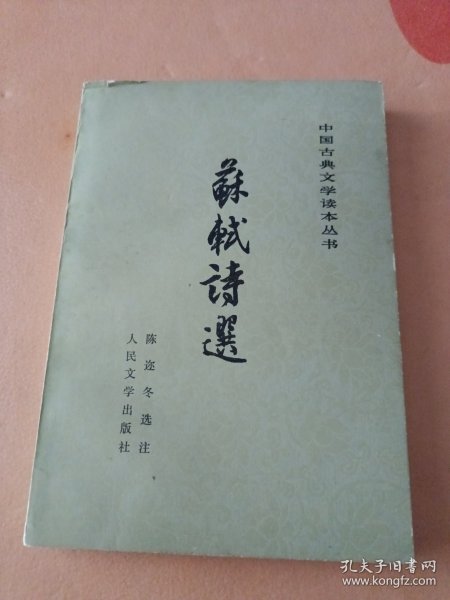 中国古典文学读本丛书
蘇軾詩選
陈迩冬选注
人民文学出版社
孔夫子旧书网
www.kongfz.com